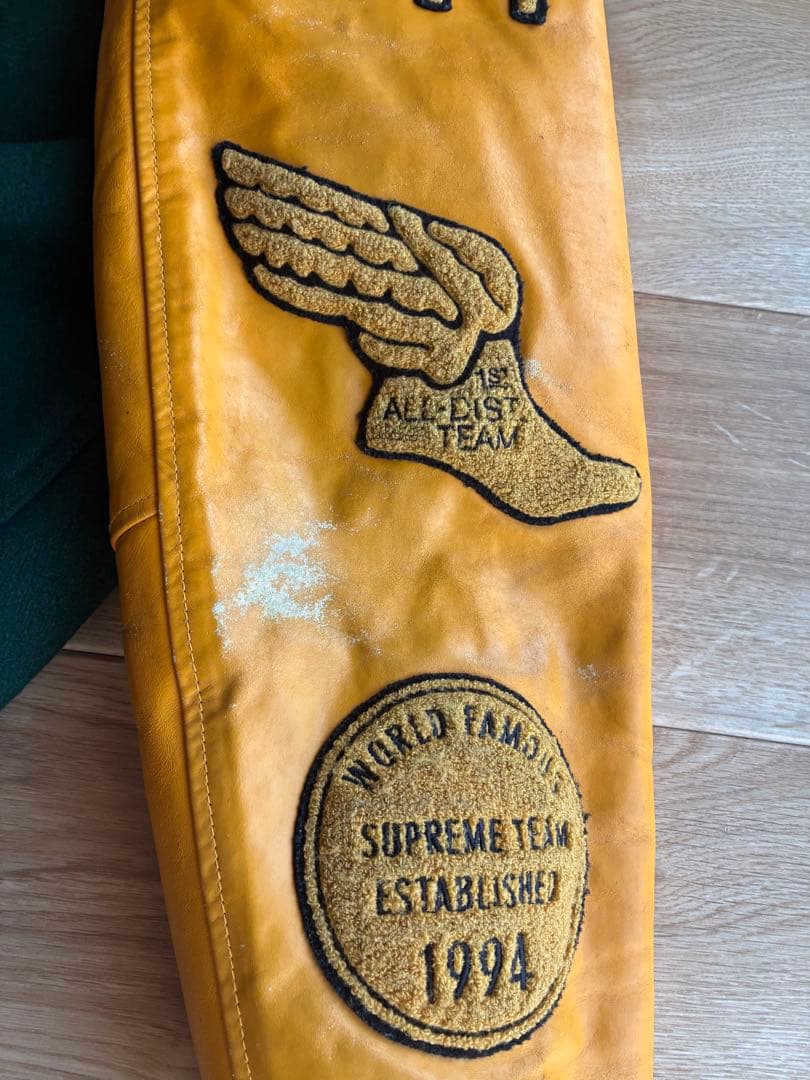 1ST
ALL-DIST.
TEAM
WORLD FAMOUS
SUPREME TEAM
ESTABLISHED
1994